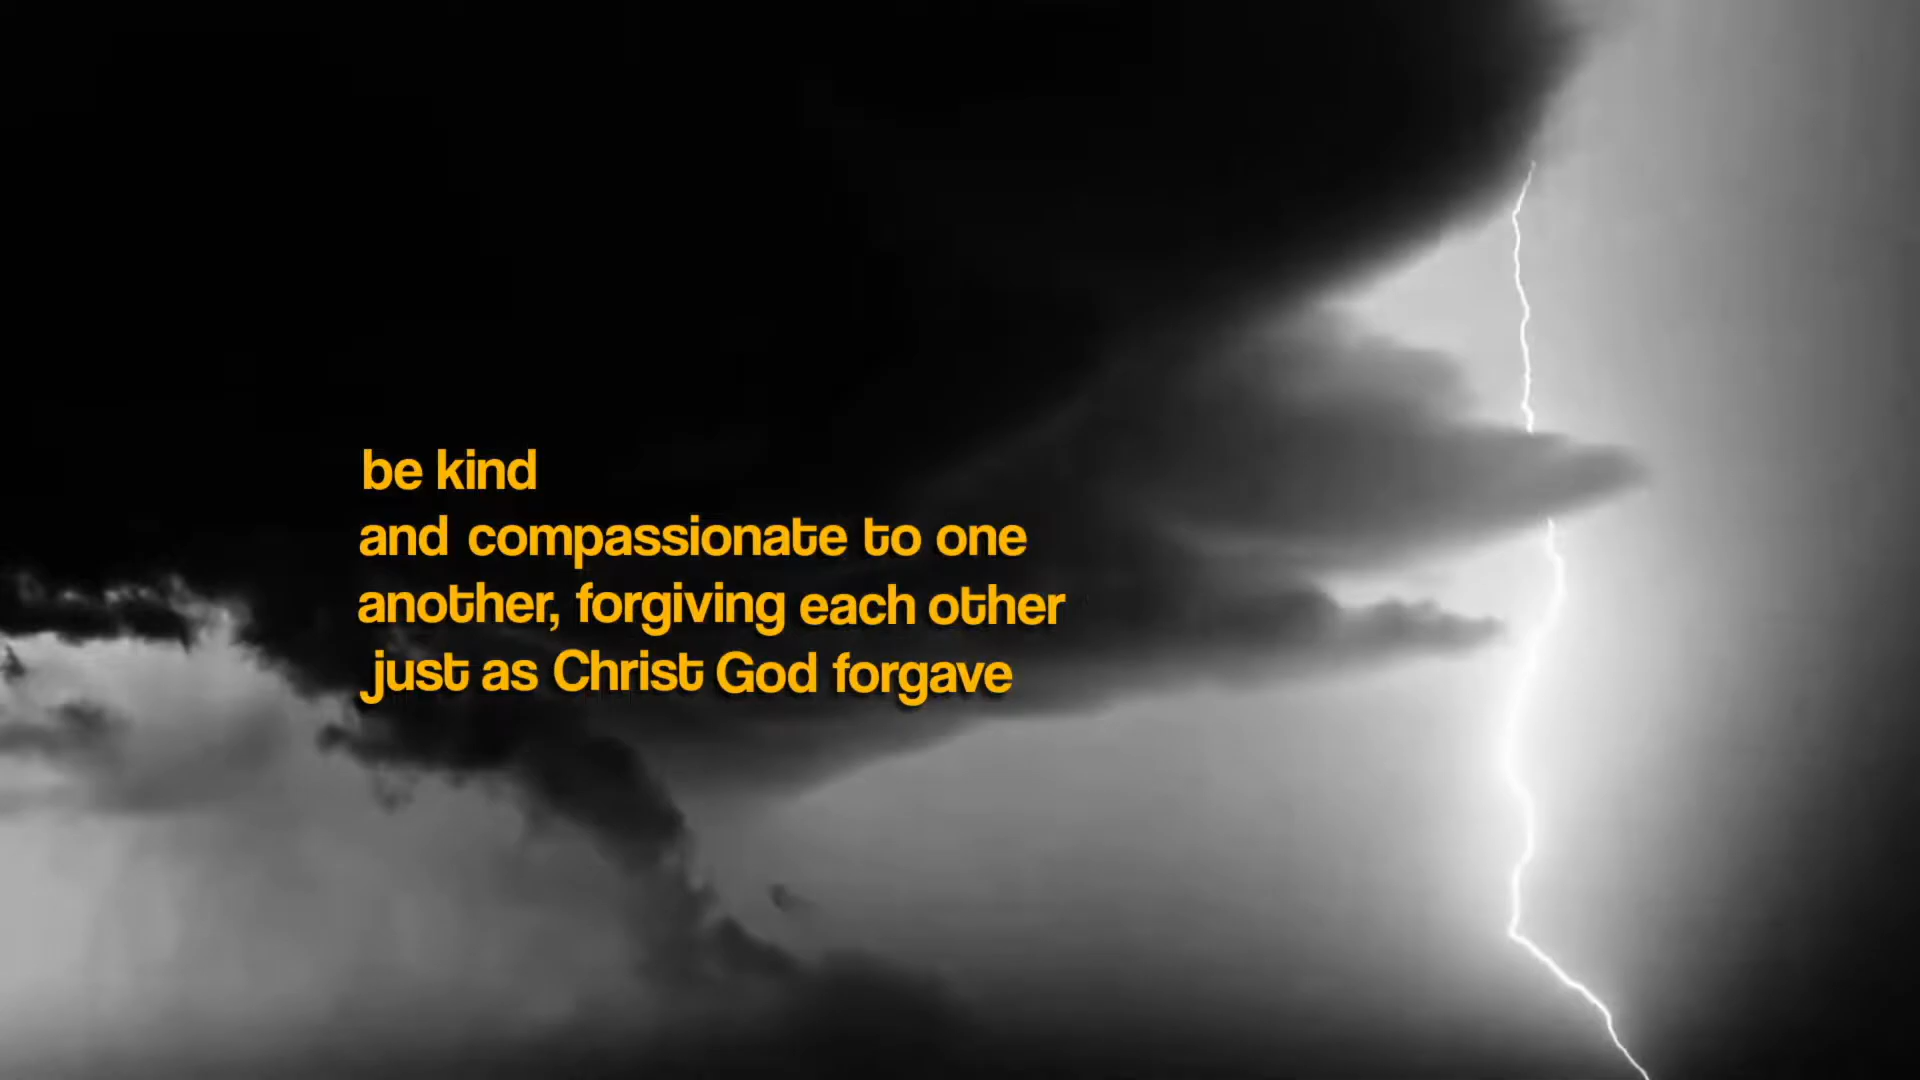 be kind
and compassionate to one
another, forgiving each other
just as Christ God forgave